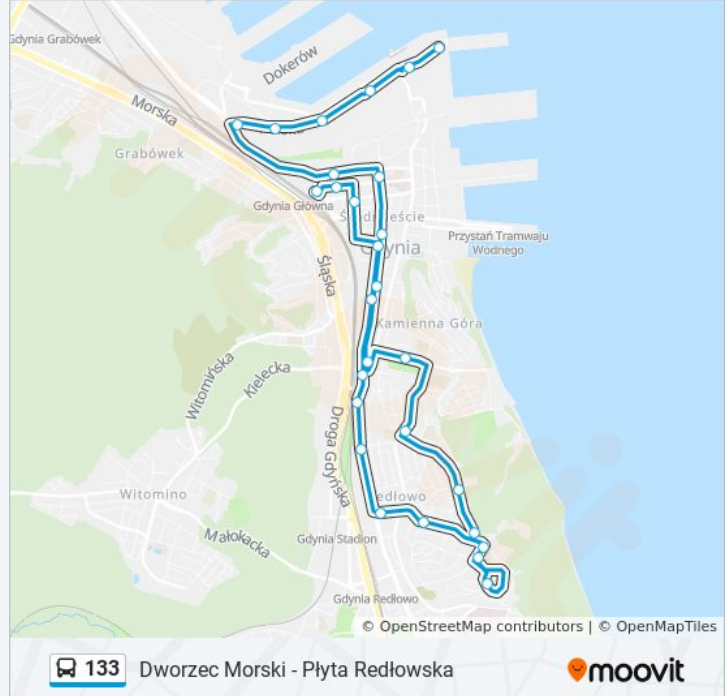 Gdynia Grabówek
Dokerów
Morska
Grabówek
Gdynia Główna
Śródmieście
Przystań Tramwaju
Wodnego
Gdynia
Śląska
Kamienna Góra
Witomińska
Kielecka
Droga Gdyńska
Witomino
Redłowo
Małokacka
Gdynia Stadion
Gdynia Redłowo
© OpenStreetMap contributors | © OpenMapTiles
133 Dworzec Morski - Płyta Redłowska
moovit